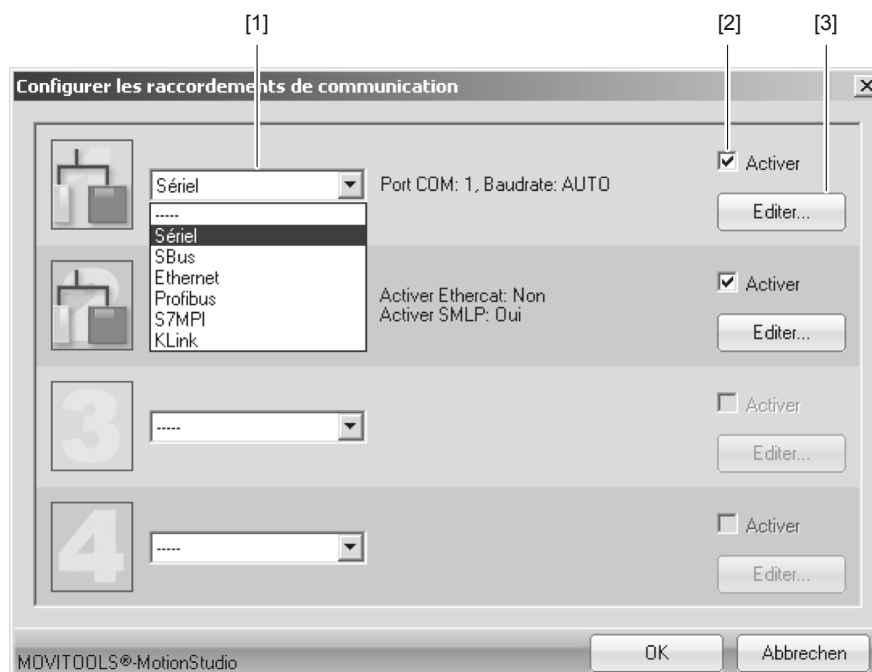 [1] [2] [3]
Configurer les raccordements de communication
Activer
Sériel
Port COM: 1, Baudrate: AUTO
Editer...
-----
Sériel
SBus
Ethernet
Profibus
S7MPI
KLink
Activer Ethercat: Non
Activer SMLP: Oui
Activer
Editer...
3
-----
Activer
Editer...
4
-----
Activer
Editer...
OK
Abbrechen
MOVITOOLS®-MotionStudio